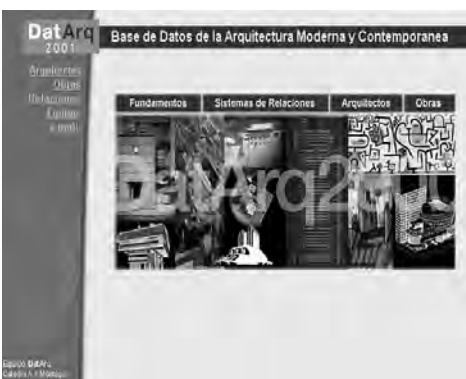 DatArq
2001
Base de Datos de la Arquitectura Moderna y Contemporanea
Arquitectos
Obras
Relaciones
Equipo
e-mail
Fundamentos
Sistemas de Relaciones
Arquitectos
Obras
DatArq2001
Equipo DatArq